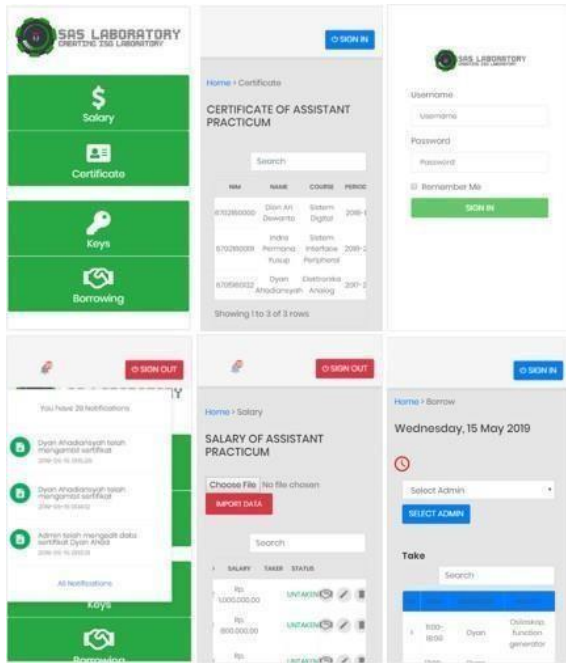 SAS LABORATORY
CREATING ISO LABORATORY
Salary
Certificate
Keys
Borrowing
SIGN IN
Home › Certificate
CERTIFICATE OF ASSISTANT
PRACTICUM
Search
NIM NAME COURSE PERIOD
Dion Ari
Dewanto
Sistem
Digital
Indra
Permana
Yusup
Sistem
Interface
Peripheral
Dyan
Ahadiansyah
Elektronika
Analog
Showing 1 to 3 of 3 rows
SAS LABORATORY
Username
Username
Password
Password
Remember Me
SIGN IN
SIGN OUT
You have 29 Notifications
Dyan Ahadiansyah telah
mengambil sertifikat
Dyan Ahadiansyah telah
mengambil sertifikat
Admin telah mengedit data
sertifikat Dyan Ahadi
All Notifications
Keys
Borrowing
SIGN OUT
Home › Salary
SALARY OF ASSISTANT
PRACTICUM
Choose File No file chosen
IMPORT DATA
Search
SALARY TAKER STATUS
Rp.
1.000.000,00
UNTAKEN
Rp.
800.000,00
UNTAKEN
Rp.
UNTAKEN
SIGN IN
Home › Borrow
Wednesday, 15 May 2019
Select Admin
SELECT ADMIN
Take
Search
Dyan
function
generator